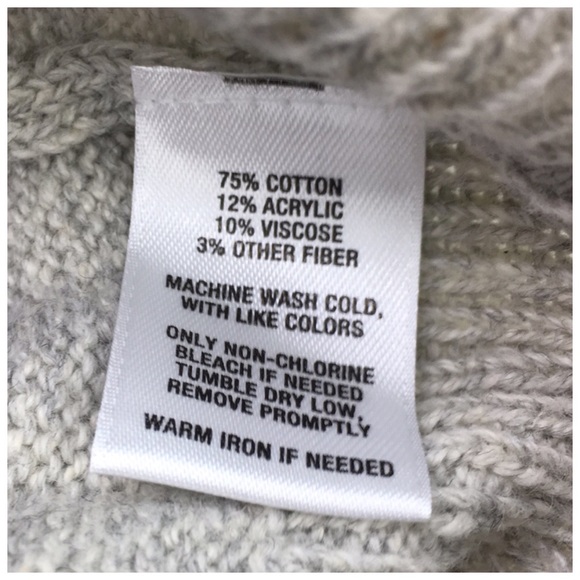 75% COTTON
12% ACRYLIC
10% VISCOSE
3% OTHER FIBER
MACHINE WASH COLD,
WITH LIKE COLORS
ONLY NON-CHLORINE
BLEACH IF NEEDED
TUMBLE DRY LOW,
REMOVE PROMPTLY
WARM IRON IF NEEDED